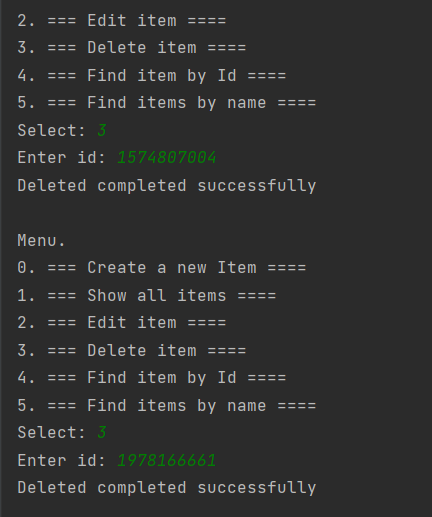 2. === Edit item ====
3. === Delete item ====
4. === Find item by Id ====
5. === Find items by name ====
Select: 3
Enter id: 1574807004
Deleted completed successfully

Menu.
0. === Create a new Item ====
1. === Show all items ====
2. === Edit item ====
3. === Delete item ====
4. === Find item by Id ====
5. === Find items by name ====
Select: 3
Enter id: 1978166661
Deleted completed successfully